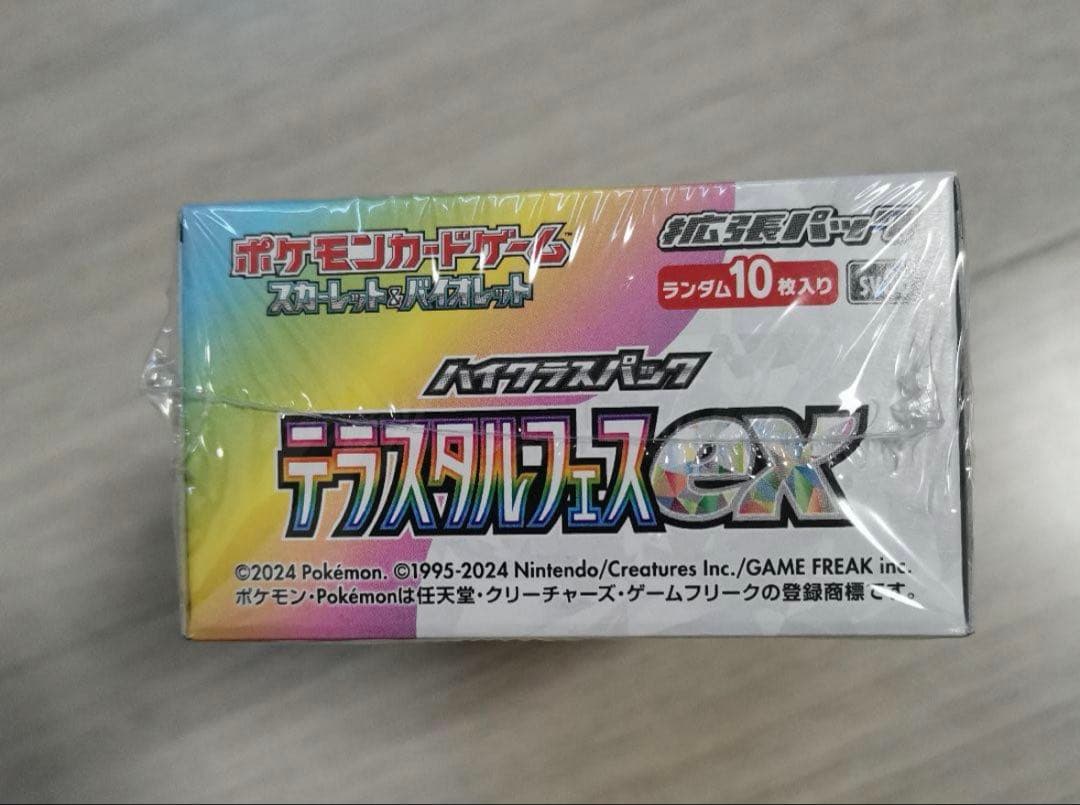 ポケモンカードゲーム™
スカーレット&バイオレット
拡張パック
ランダム10枚入り
ハイクラスパック
テラスタルフェスex
©2024 Pokémon. ©1995-2024 Nintendo/Creatures Inc./GAME FREAK inc.
ポケモン・Pokémonは任天堂・クリーチャーズ・ゲームフリークの登録商標です。